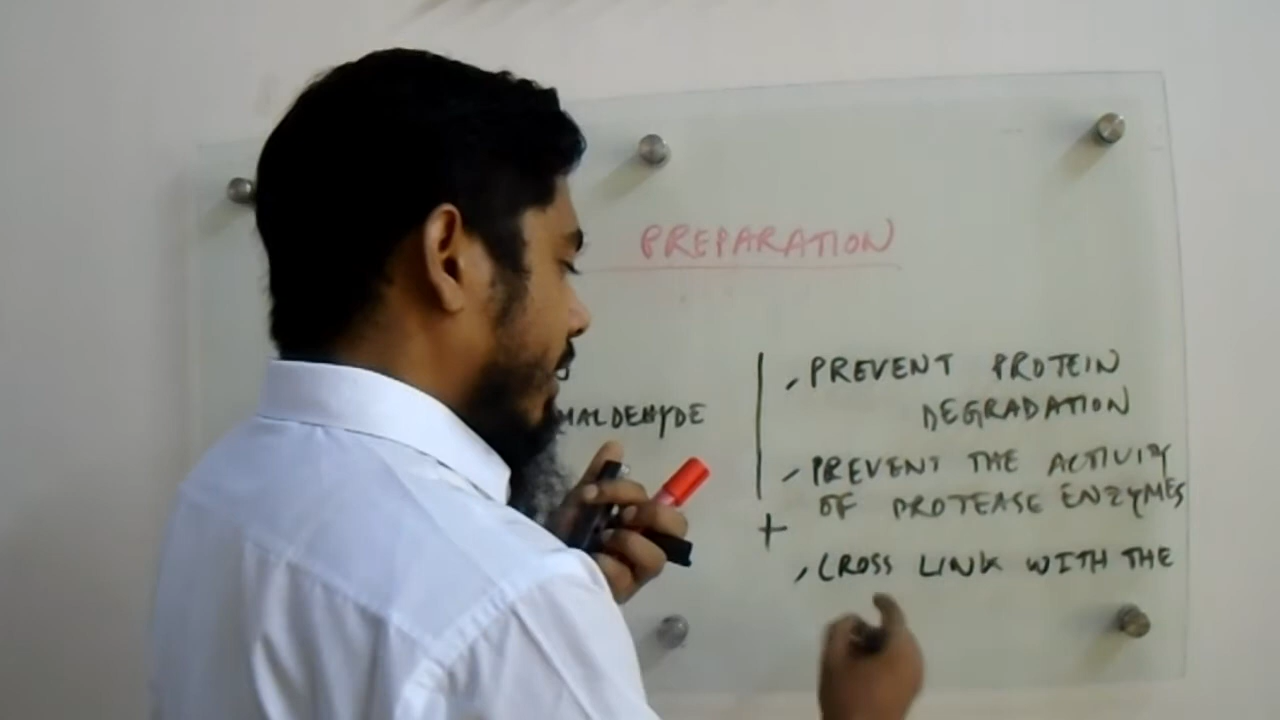 PREPARATION
MALDEHYDE
PREVENT PROTEIN
DEGRADATION
PREVENT THE ACTIVITY
OF PROTEASE ENZYMES
+
CROSS LINK WITH THE